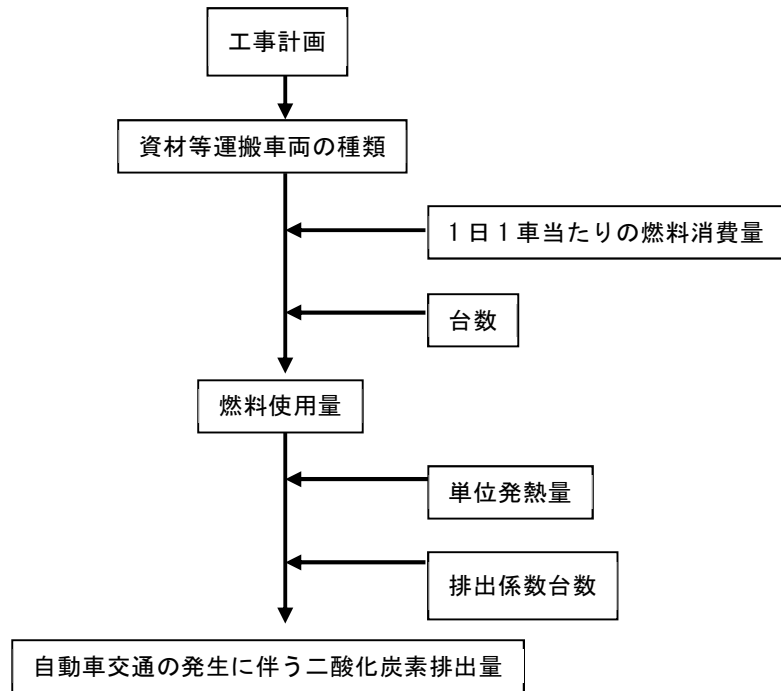 工事計画
資材等運搬車両の種類
１日１車当たりの燃料消費量
台数
燃料使用量
単位発熱量
排出係数台数
自動車交通の発生に伴う二酸化炭素排出量